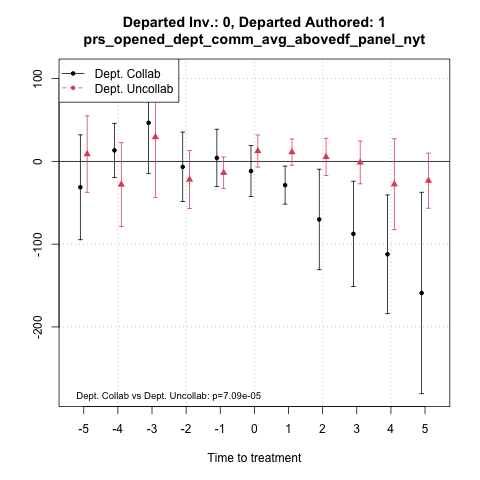 Departed Inv.: 0, Departed Authored: 1
prs_opened_dept_comm_avg_abovedf_panel_nyt
Dept. Collab
Dept. Uncollab
100
0
-100
-200
Dept. Collab vs Dept. Uncollab: p=7.09e-05
-5 -4 -3 -2 -1 0 1 2 3 4 5
Time to treatment